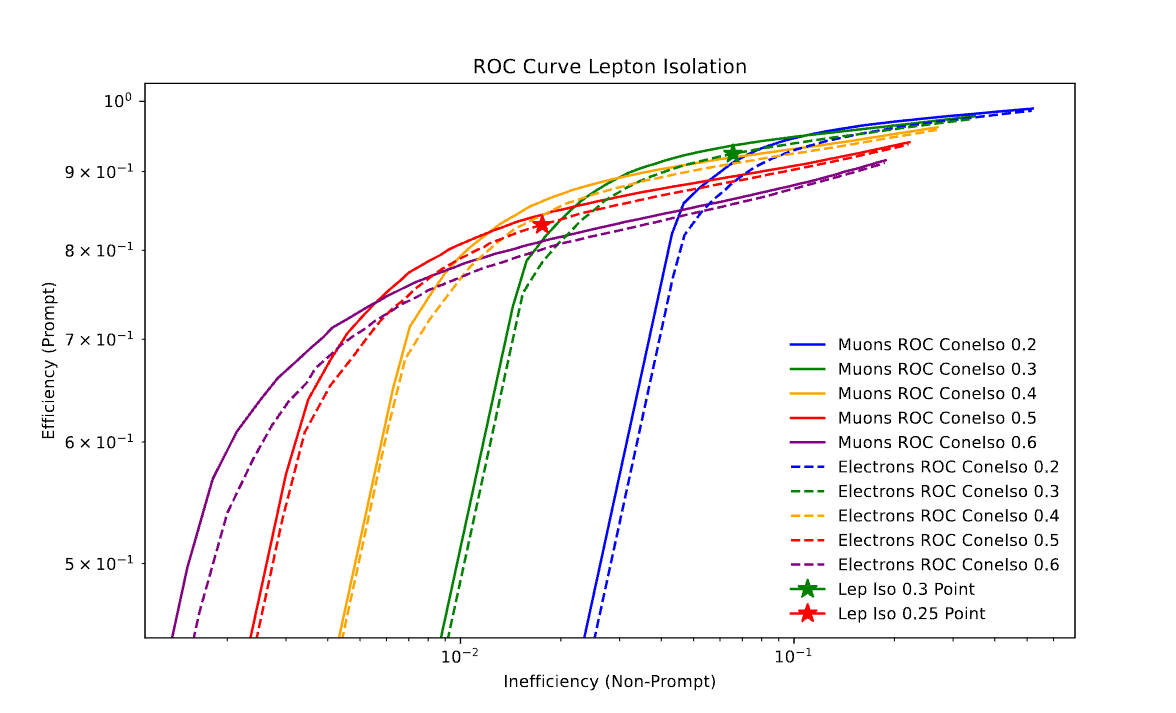 ROC Curve Lepton Isolation
10⁰
9 × 10⁻¹
8 × 10⁻¹
7 × 10⁻¹
6 × 10⁻¹
5 × 10⁻¹
Efficiency (Prompt)
Muons ROC ConeIso 0.2
Muons ROC ConeIso 0.3
Muons ROC ConeIso 0.4
Muons ROC ConeIso 0.5
Muons ROC ConeIso 0.6
Electrons ROC ConeIso 0.2
Electrons ROC ConeIso 0.3
Electrons ROC ConeIso 0.4
Electrons ROC ConeIso 0.5
Electrons ROC ConeIso 0.6
Lep Iso 0.3 Point
Lep Iso 0.25 Point
10⁻² 10⁻¹
Inefficiency (Non-Prompt)